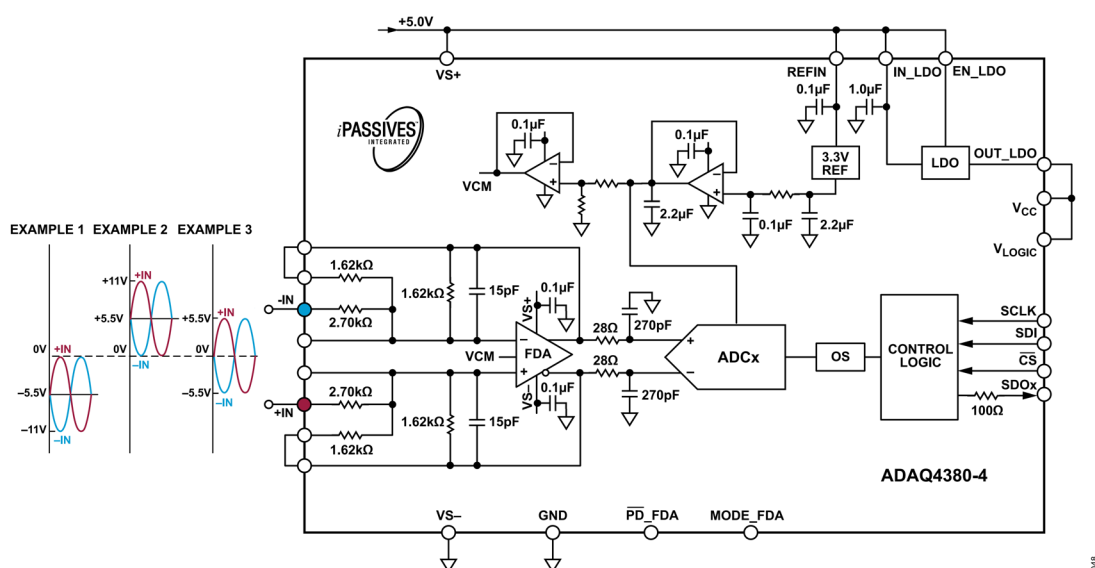 +5.0V
VS+
REFIN
IN_LDO
EN_LDO
0.1µF
1.0µF
iPASSIVES™
INTEGRATED
0.1µF
0.1µF
3.3V
REF
LDO
OUT_LDO
VCM
2.2µF
0.1µF
2.2µF
VCC
VLOGIC
EXAMPLE 1
EXAMPLE 2
EXAMPLE 3
+11V
+IN
+5.5V
0V
–IN
+5.5V
+IN
–5.5V
–IN
0V
+IN
–5.5V
–11V
–IN
1.62kΩ
-IN
2.70kΩ
1.62kΩ
15pF
VS+
0.1µF
28Ω
270pF
VCM
FDA
28Ω
ADCx
OS
CONTROL
LOGIC
SCLK
SDI
CS
SDOx
100Ω
2.70kΩ
+IN
1.62kΩ
1.62kΩ
15pF
VS–
0.1µF
270pF
ADAQ4380-4
VS–
GND
PD_FDA
MODE_FDA